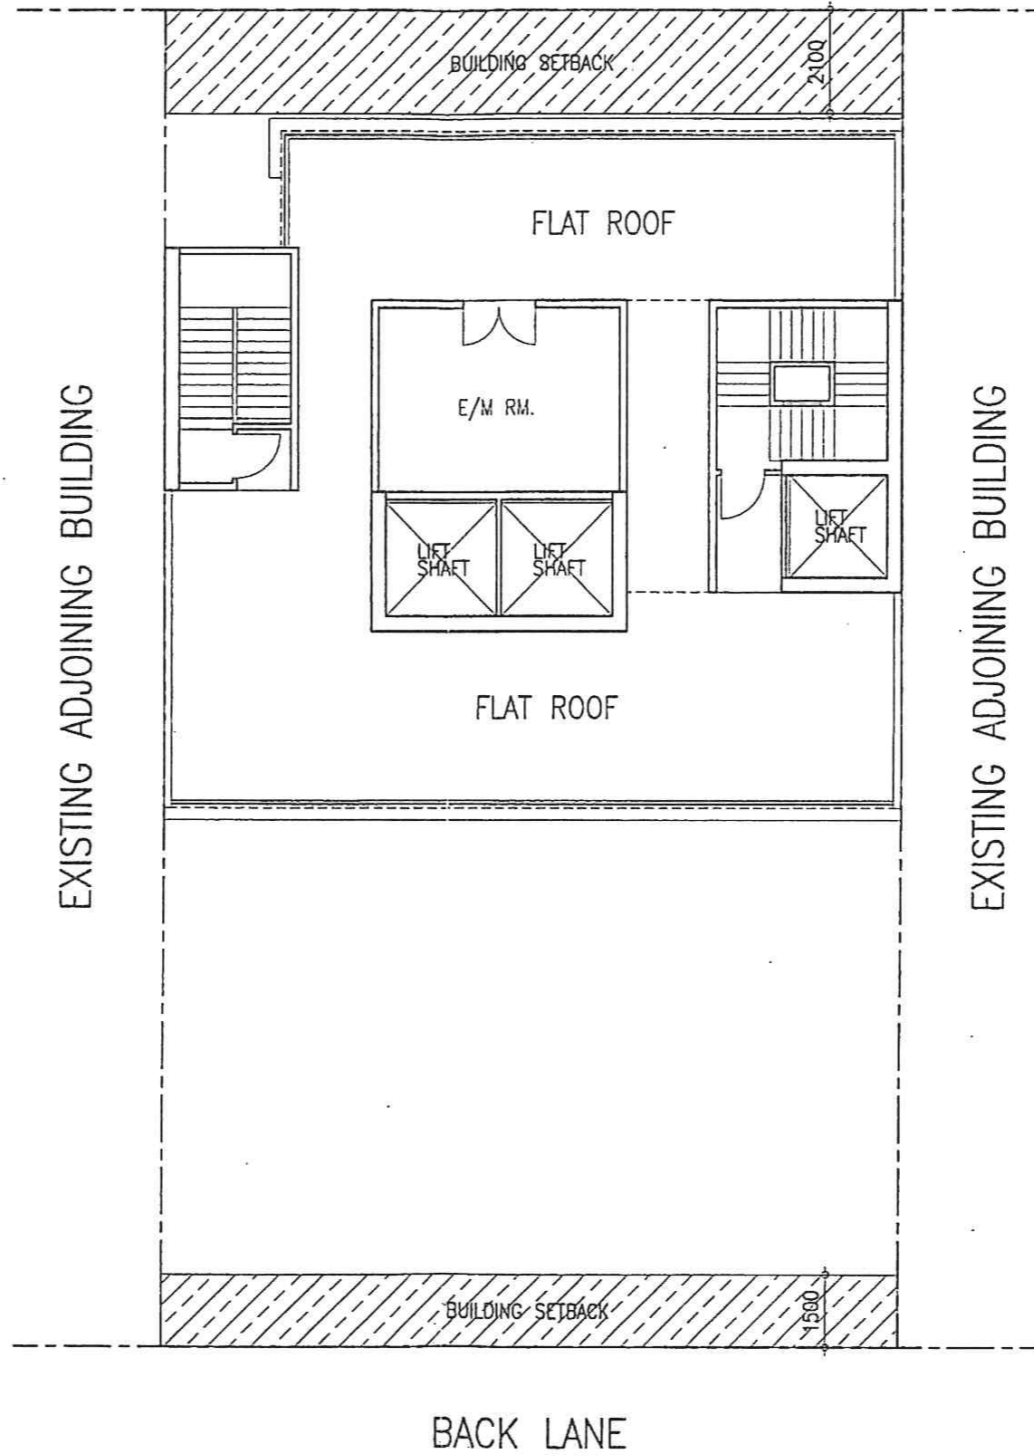 BUILDING SETBACK
2100
FLAT ROOF
E/M RM.
LIFT
SHAFT
LIFT
SHAFT
LIFT
SHAFT
FLAT ROOF
EXISTING ADJOINING BUILDING
EXISTING ADJOINING BUILDING
BUILDING SETBACK
1500
BACK LANE